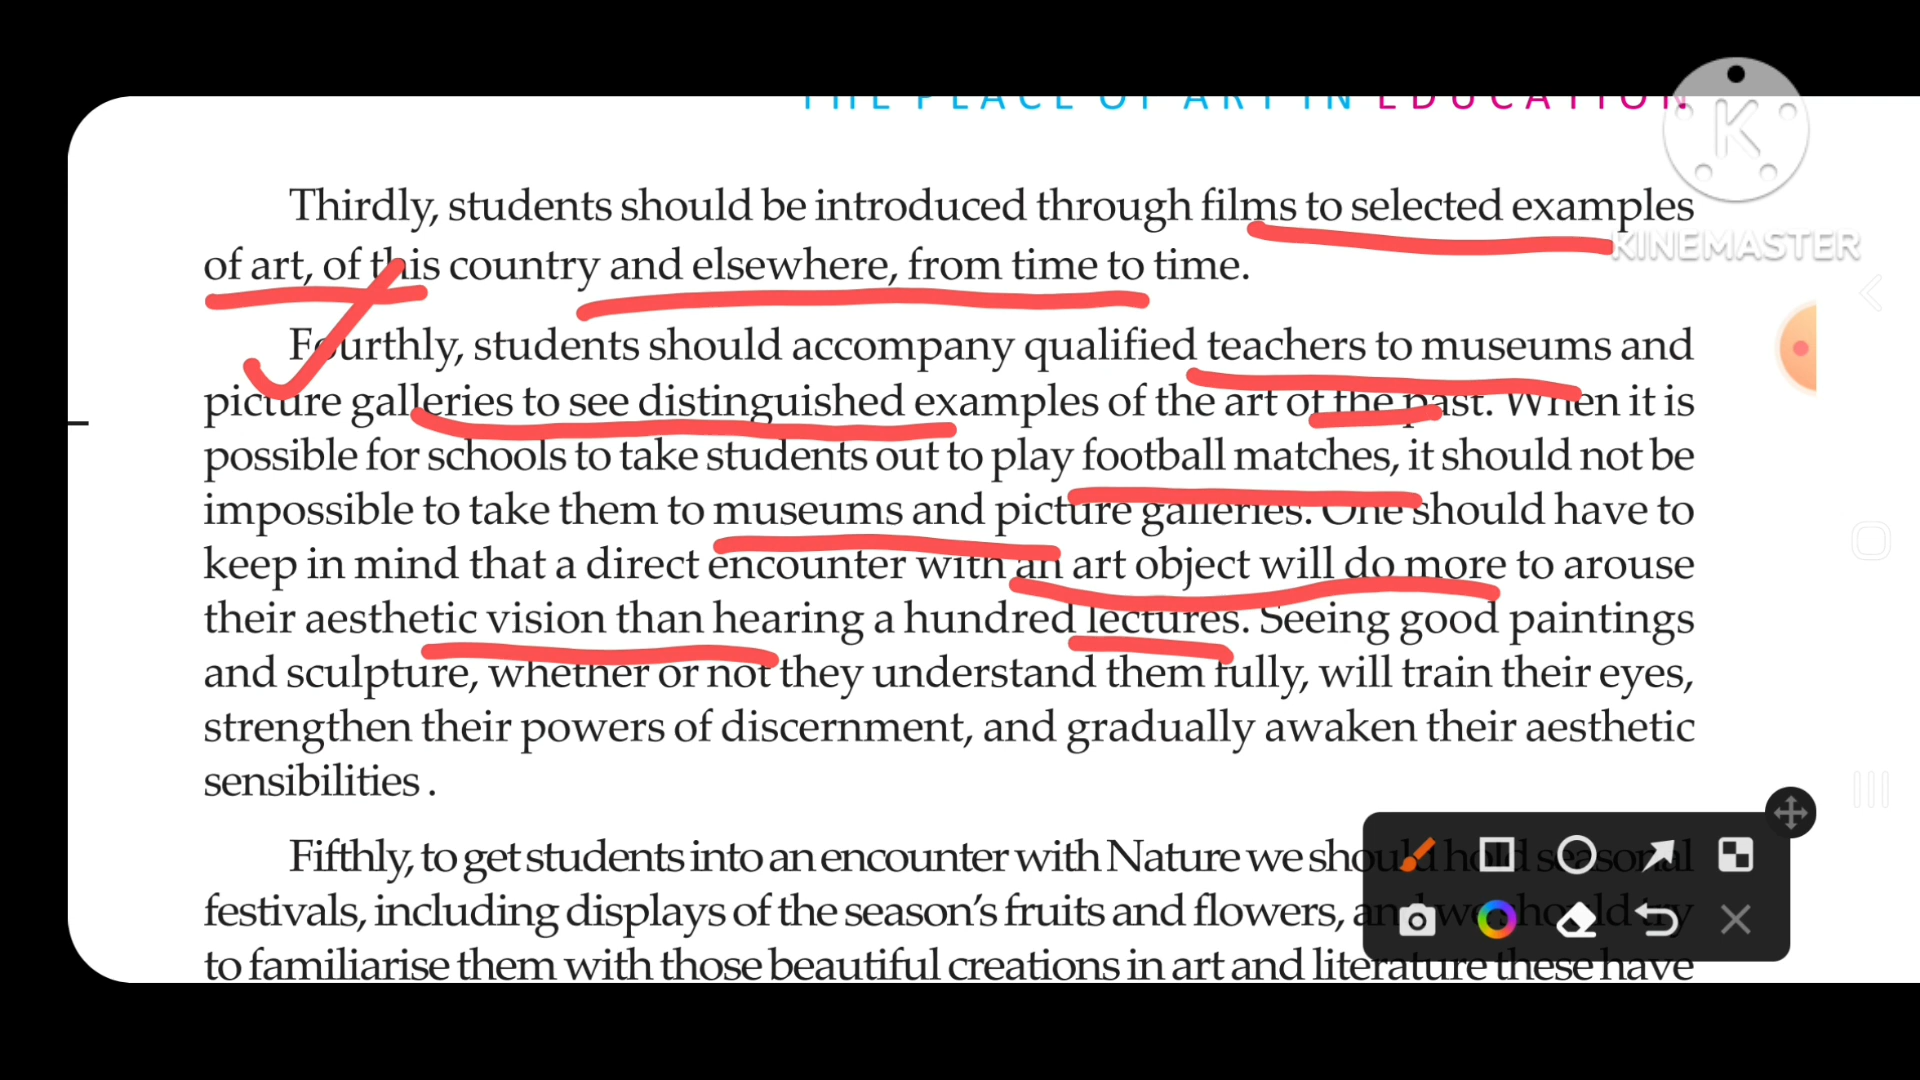 THE PLACE OF ART IN EDUCATION
K
KINEMASTER
Thirdly, students should be introduced through films to selected examples
of art, of this country and elsewhere, from time to time.
Fourthly, students should accompany qualified teachers to museums and
picture galleries to see distinguished examples of the art of the past. When it is
possible for schools to take students out to play football matches, it should not be
impossible to take them to museums and picture galleries. One should have to
keep in mind that a direct encounter with an art object will do more to arouse
their aesthetic vision than hearing a hundred lectures. Seeing good paintings
and sculpture, whether or not they understand them fully, will train their eyes,
strengthen their powers of discernment, and gradually awaken their aesthetic
sensibilities .
Fifthly, to get students into an encounter with Nature we should hold seasonal
festivals, including displays of the season's fruits and flowers, and we should try
to familiarise them with those beautiful creations in art and literature these have